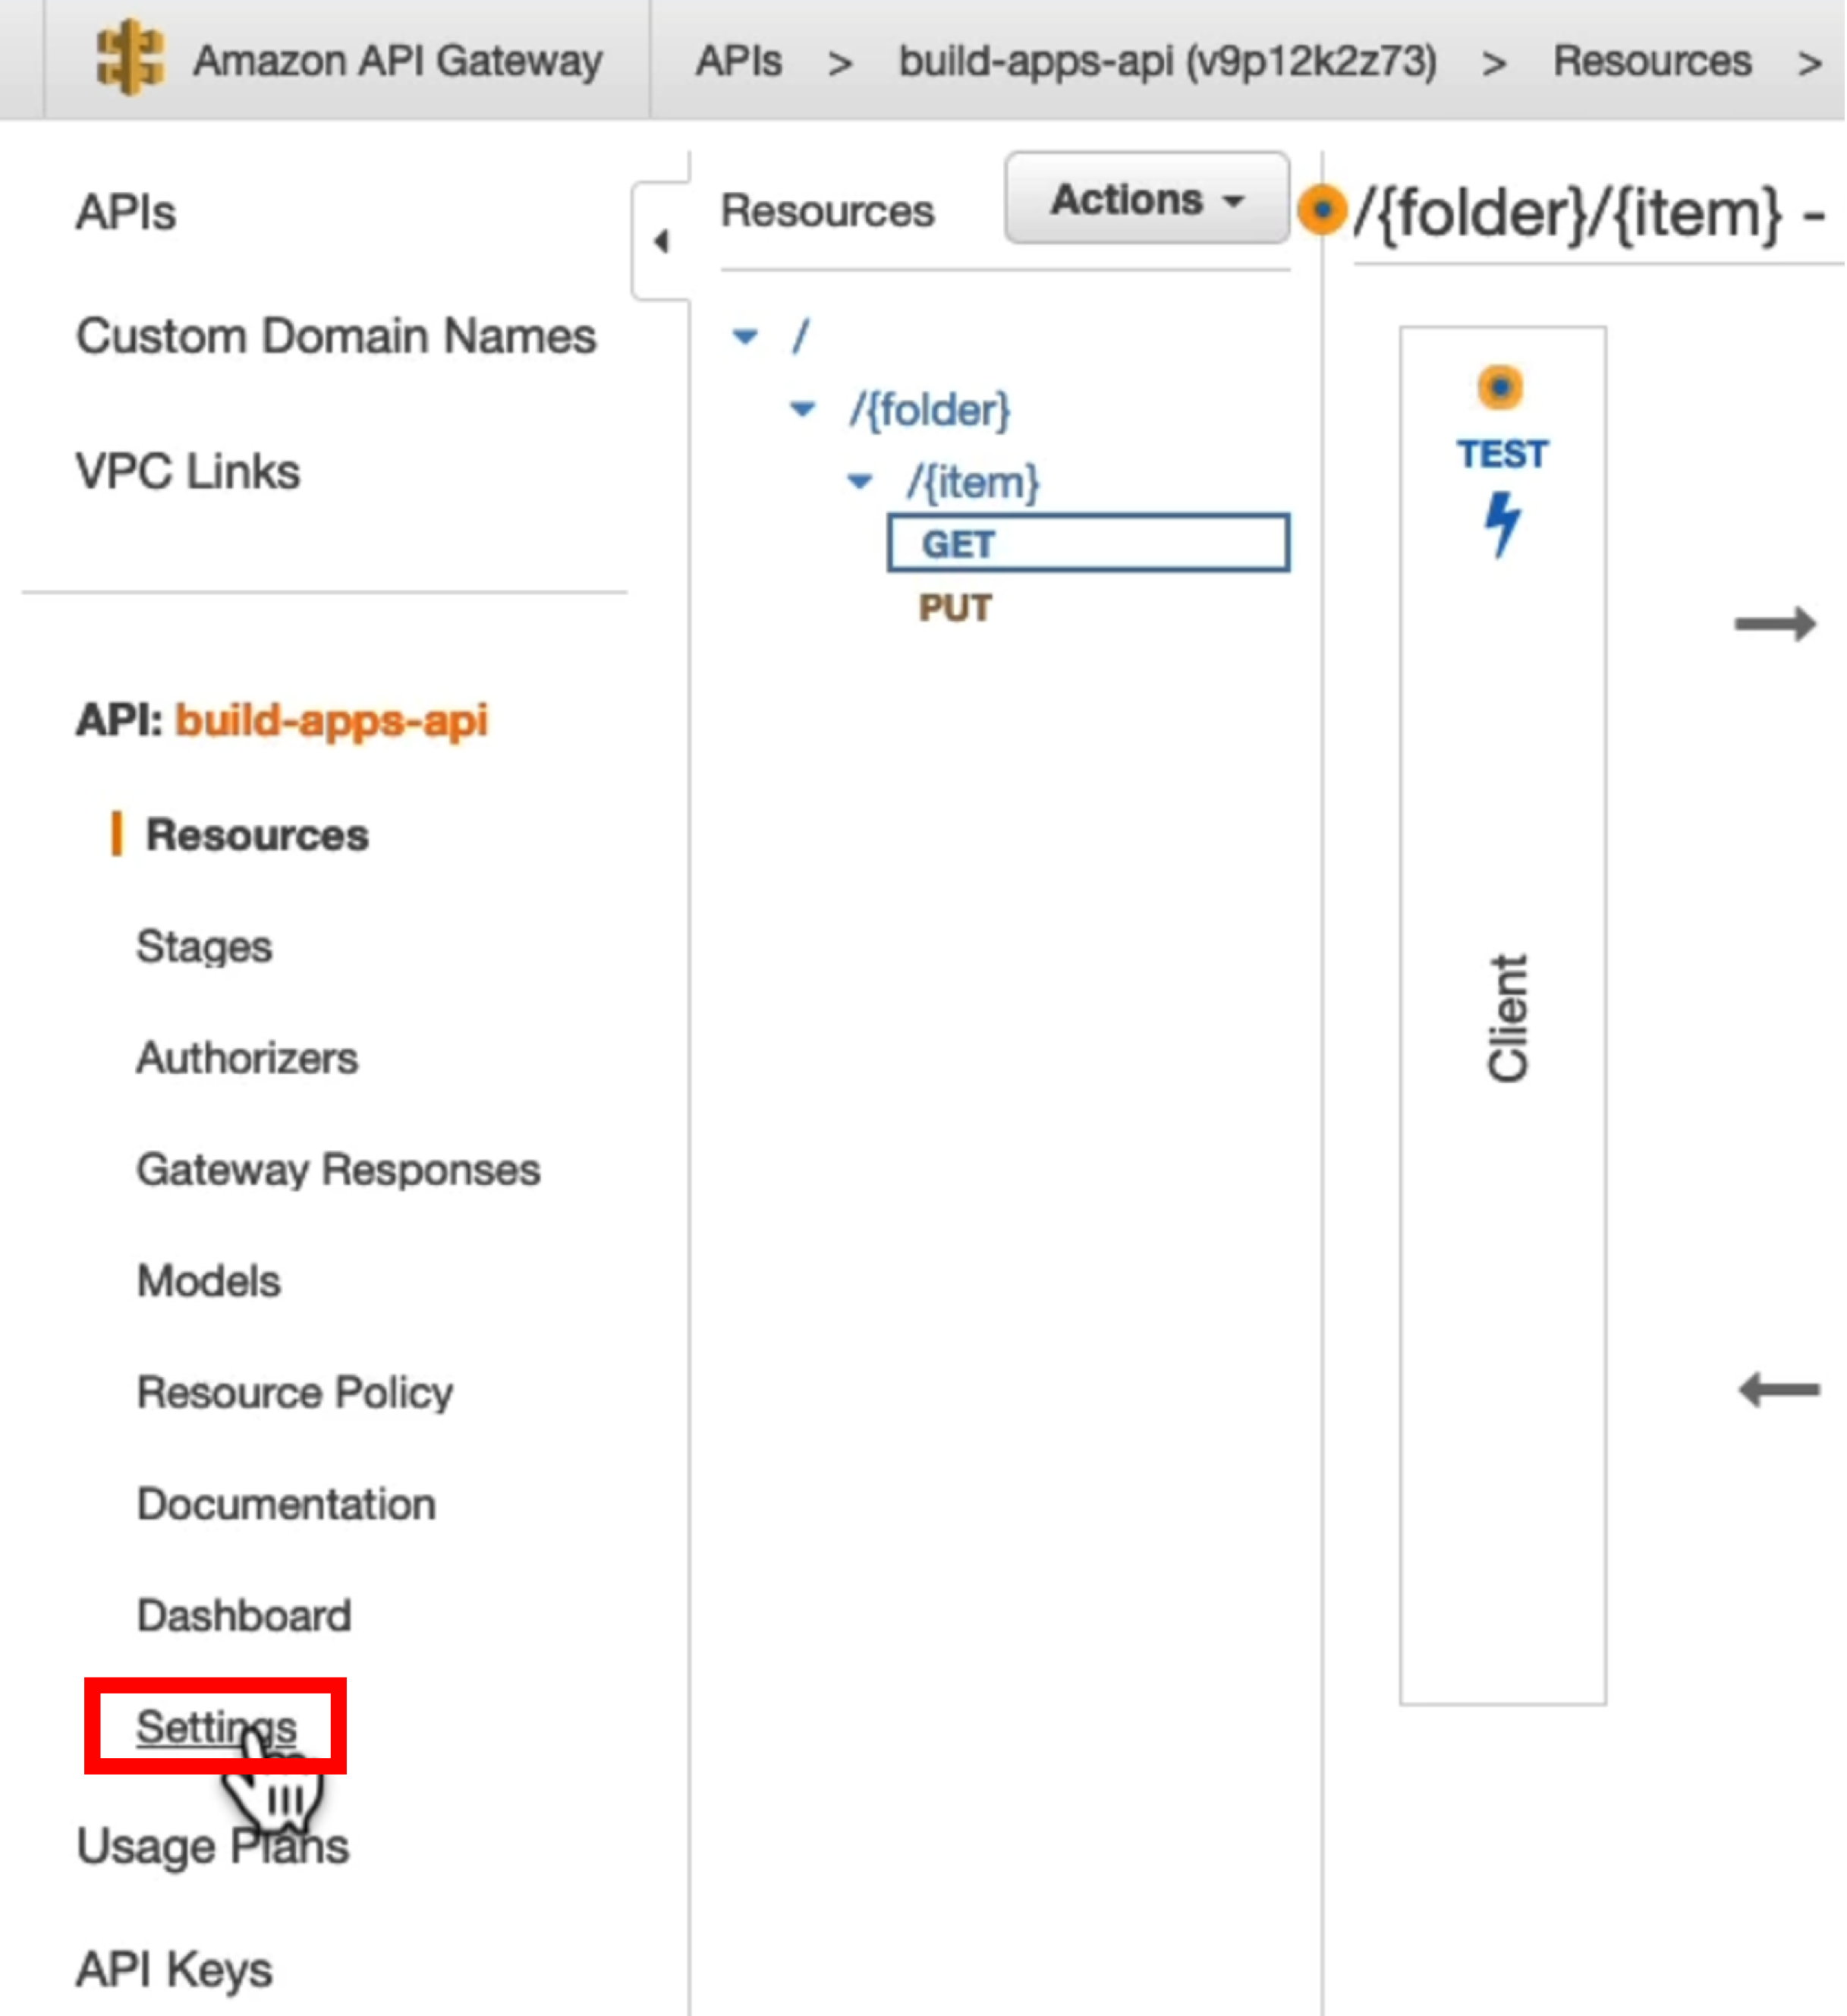 Amazon API Gateway
APIs > build-apps-api (v9p12k2z73) > Resources >
APIs
Custom Domain Names
VPC Links
API: build-apps-api
Resources
Stages
Authorizers
Gateway Responses
Models
Resource Policy
Documentation
Dashboard
Settings
Usage Plans
API Keys
Resources
Actions
/
/{folder}
/{item}
GET
PUT
/{folder}/{item} -
TEST
Client